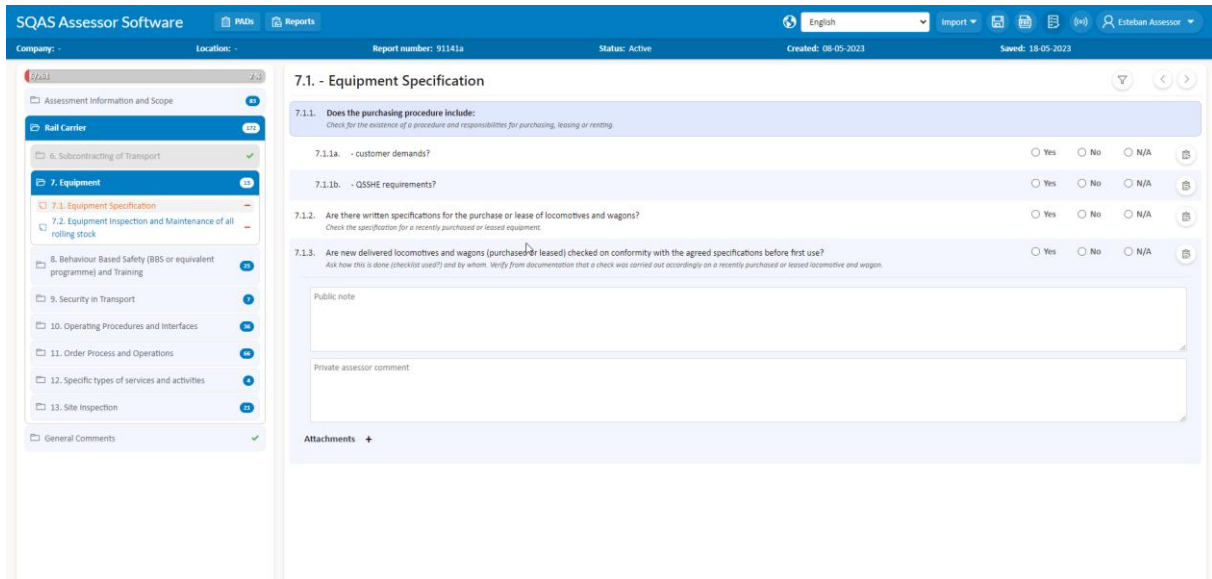 SQAS Assessor Software
PADs
Reports
English
Import
Esteban Assessor
Company: -
Location: -
Report number: 91141a
Status: Active
Created: 08-05-2023
Saved: 18-05-2023
Assessment Information and Scope
83
Rail Carrier
172
6. Subcontracting of Transport
7. Equipment
7.1. Equipment Specification
7.2. Equipment Inspection and Maintenance of all
rolling stock
8. Behaviour Based Safety (BBS or equivalent
programme) and Training
25
9. Security in Transport
7
10. Operating Procedures and Interfaces
36
11. Order Process and Operations
66
12. Specific types of services and activities
4
13. Site Inspection
21
General Comments
7.1. - Equipment Specification
7.1.1. Does the purchasing procedure include:
Check for the existence of a procedure and responsibilities for purchasing, leasing or renting.
7.1.1a. - customer demands?
Yes No N/A
7.1.1b. - QSSHE requirements?
Yes No N/A
7.1.2. Are there written specifications for the purchase or lease of locomotives and wagons?
Yes No N/A
Check the specification for a recently purchased or leased equipment.
7.1.3. Are new delivered locomotives and wagons (purchased or leased) checked on conformity with the agreed specifications before first use?
Yes No N/A
Ask how this is done (checklist used?) and by whom. Verify from documentation that a check was carried out accordingly on a recently purchased or leased locomotive and wagon.
Public note
Private assessor comment
Attachments +